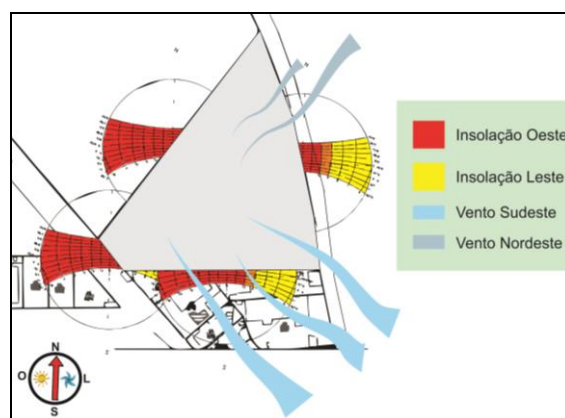 Insolação Oeste
Insolação Leste
Vento Sudeste
Vento Nordeste
N
O
L
S